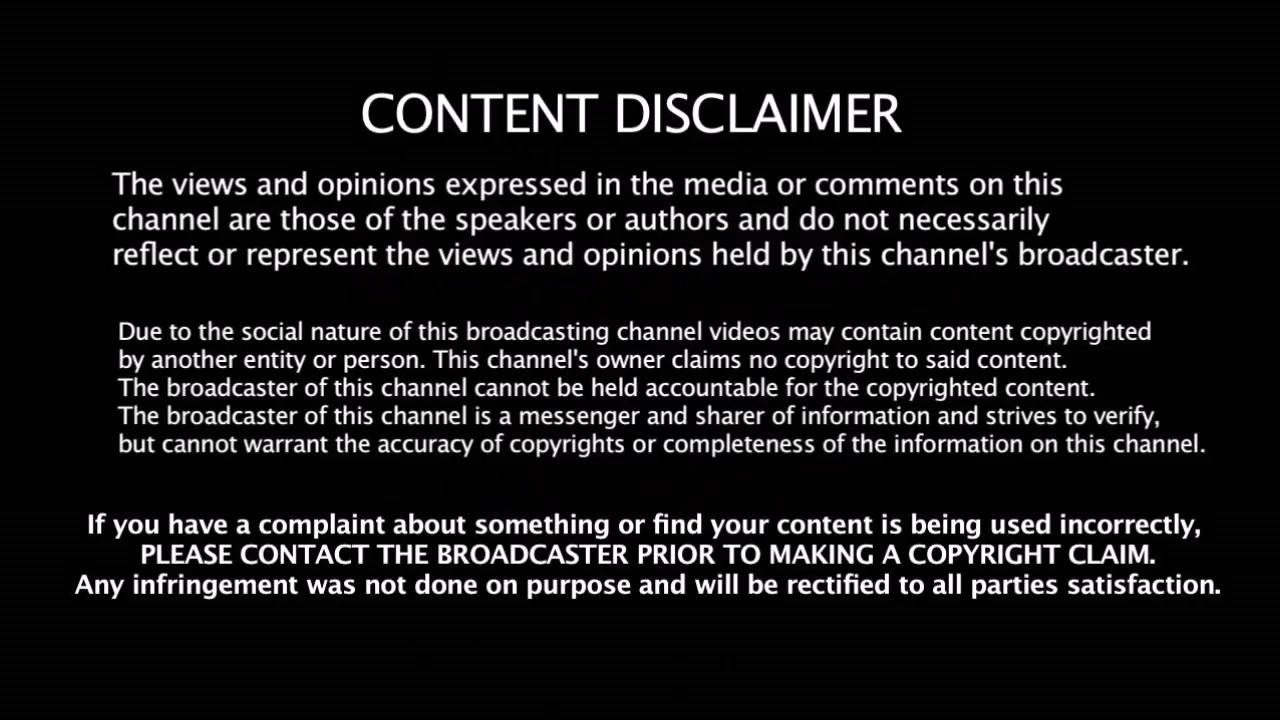 CONTENT DISCLAIMER
The views and opinions expressed in the media or comments on this
channel are those of the speakers or authors and do not necessarily
reflect or represent the views and opinions held by this channel's broadcaster.
Due to the social nature of this broadcasting channel videos may contain content copyrighted
by another entity or person. This channel's owner claims no copyright to said content.
The broadcaster of this channel cannot be held accountable for the copyrighted content.
The broadcaster of this channel is a messenger and sharer of information and strives to verify,
but cannot warrant the accuracy of copyrights or completeness of the information on this channel.
If you have a complaint about something or find your content is being used incorrectly,
PLEASE CONTACT THE BROADCASTER PRIOR TO MAKING A COPYRIGHT CLAIM.
Any infringement was not done on purpose and will be rectified to all parties satisfaction.